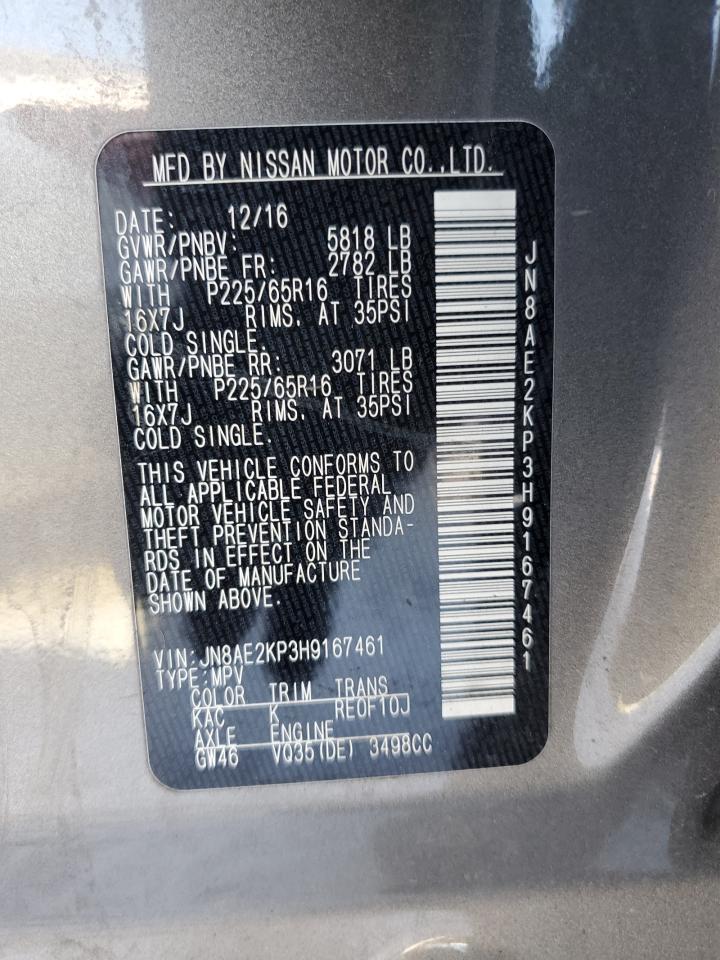 MFD BY NISSAN MOTOR CO.,LTD.
DATE: 12/16
GVWR/PNBV: 5818 LB
GAWR/PNBE FR: 2782 LB
WITH P225/65R16 TIRES
16X7J RIMS. AT 35PSI
COLD SINGLE.
GAWR/PNBE RR: 3071 LB
WITH P225/65R16 TIRES
16X7J RIMS. AT 35PSI
COLD SINGLE.
THIS VEHICLE CONFORMS TO
ALL APPLICABLE FEDERAL
MOTOR VEHICLE SAFETY AND
THEFT PREVENTION STANDA-
RDS IN EFFECT ON THE
DATE OF MANUFACTURE
SHOWN ABOVE.
VIN:JN8AE2KP3H9167461
TYPE:MPV
COLOR TRIM TRANS
KAC K RE0F10J
AXLE ENGINE
GW46 VQ35(DE) 3498CC
JN8AE2KP3H9167461